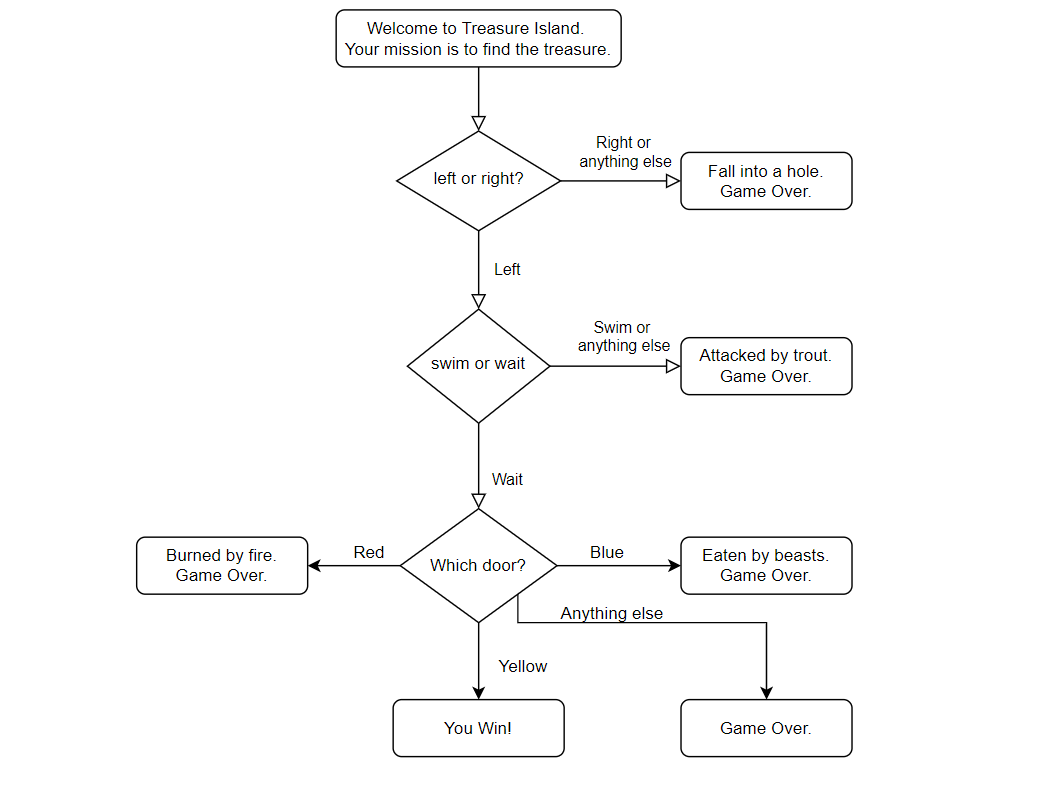 Welcome to Treasure Island.
Your mission is to find the treasure.
left or right?
Right or
anything else
Fall into a hole.
Game Over.
Left
swim or wait
Swim or
anything else
Attacked by trout.
Game Over.
Wait
Which door?
Red
Burned by fire.
Game Over.
Blue
Eaten by beasts.
Game Over.
Anything else
Yellow
You Win!
Game Over.